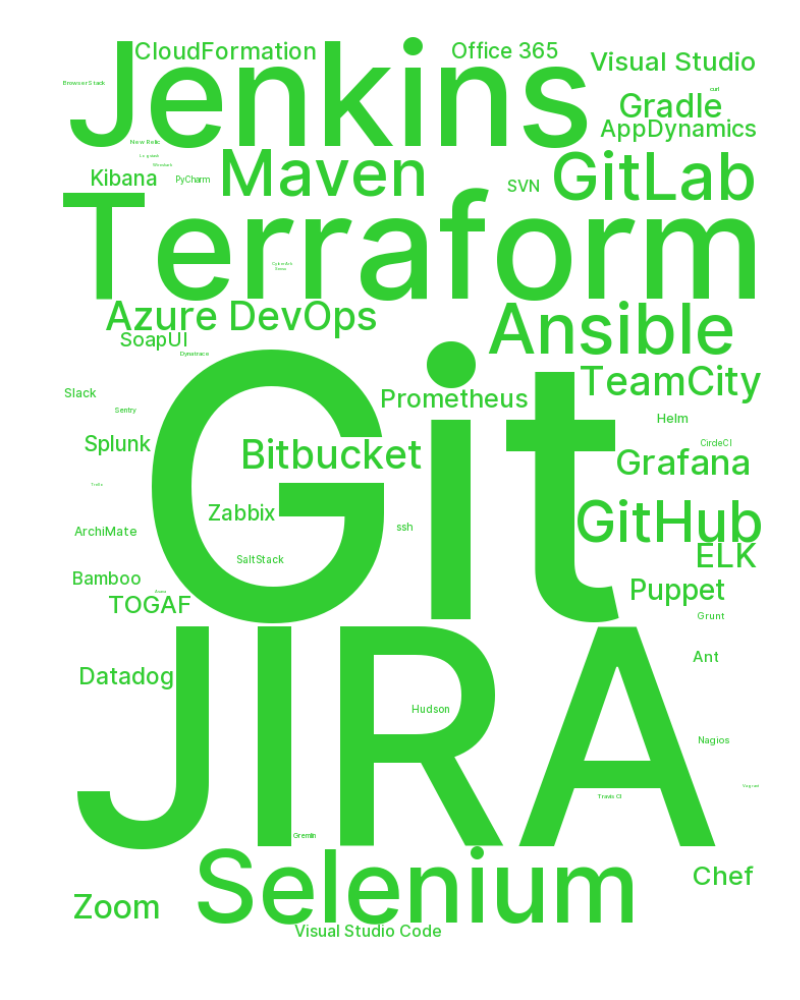 Jenkins
CloudFormation
Office 365
Visual Studio
BrowserStack
curl
Gradle
AppDynamics
New Relic
Kibana
PyCharm
Maven
SVN
GitLab
Terraform
CyberArk
Azure DevOps
Ansible
SoapUI
Dynatrace
TeamCity
Git
Prometheus
Slack
Sentry
Helm
Splunk
CircleCI
Bitbucket
Grafana
Zabbix
GitHub
ssh
ArchiMate
ELK
SaltStack
Bamboo
Puppet
TOGAF
Grunt
JIRA
Ant
Datadog
Hudson
Nagios
Travis CI
Gremlin
Selenium
Chef
Zoom
Visual Studio Code